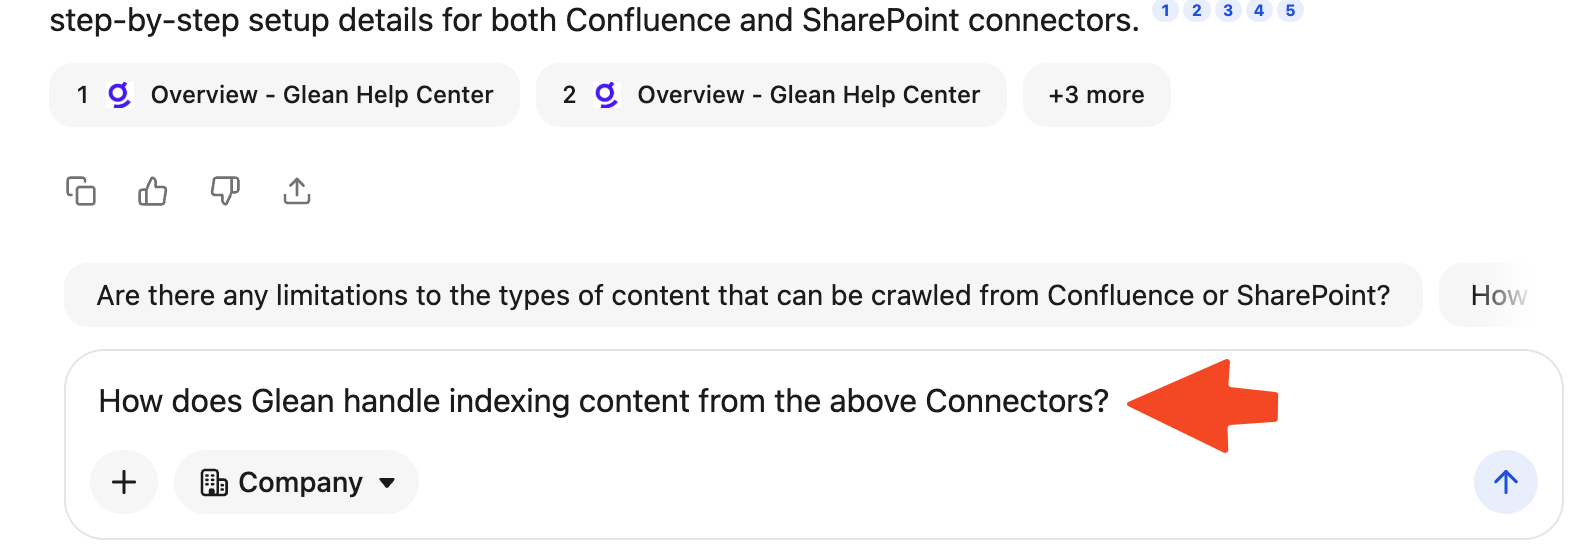 step-by-step setup details for both Confluence and SharePoint connectors. 1 2 3 4 5
1 Overview - Glean Help Center 2 Overview - Glean Help Center +3 more
Are there any limitations to the types of content that can be crawled from Confluence or SharePoint? How
How does Glean handle indexing content from the above Connectors?
Company